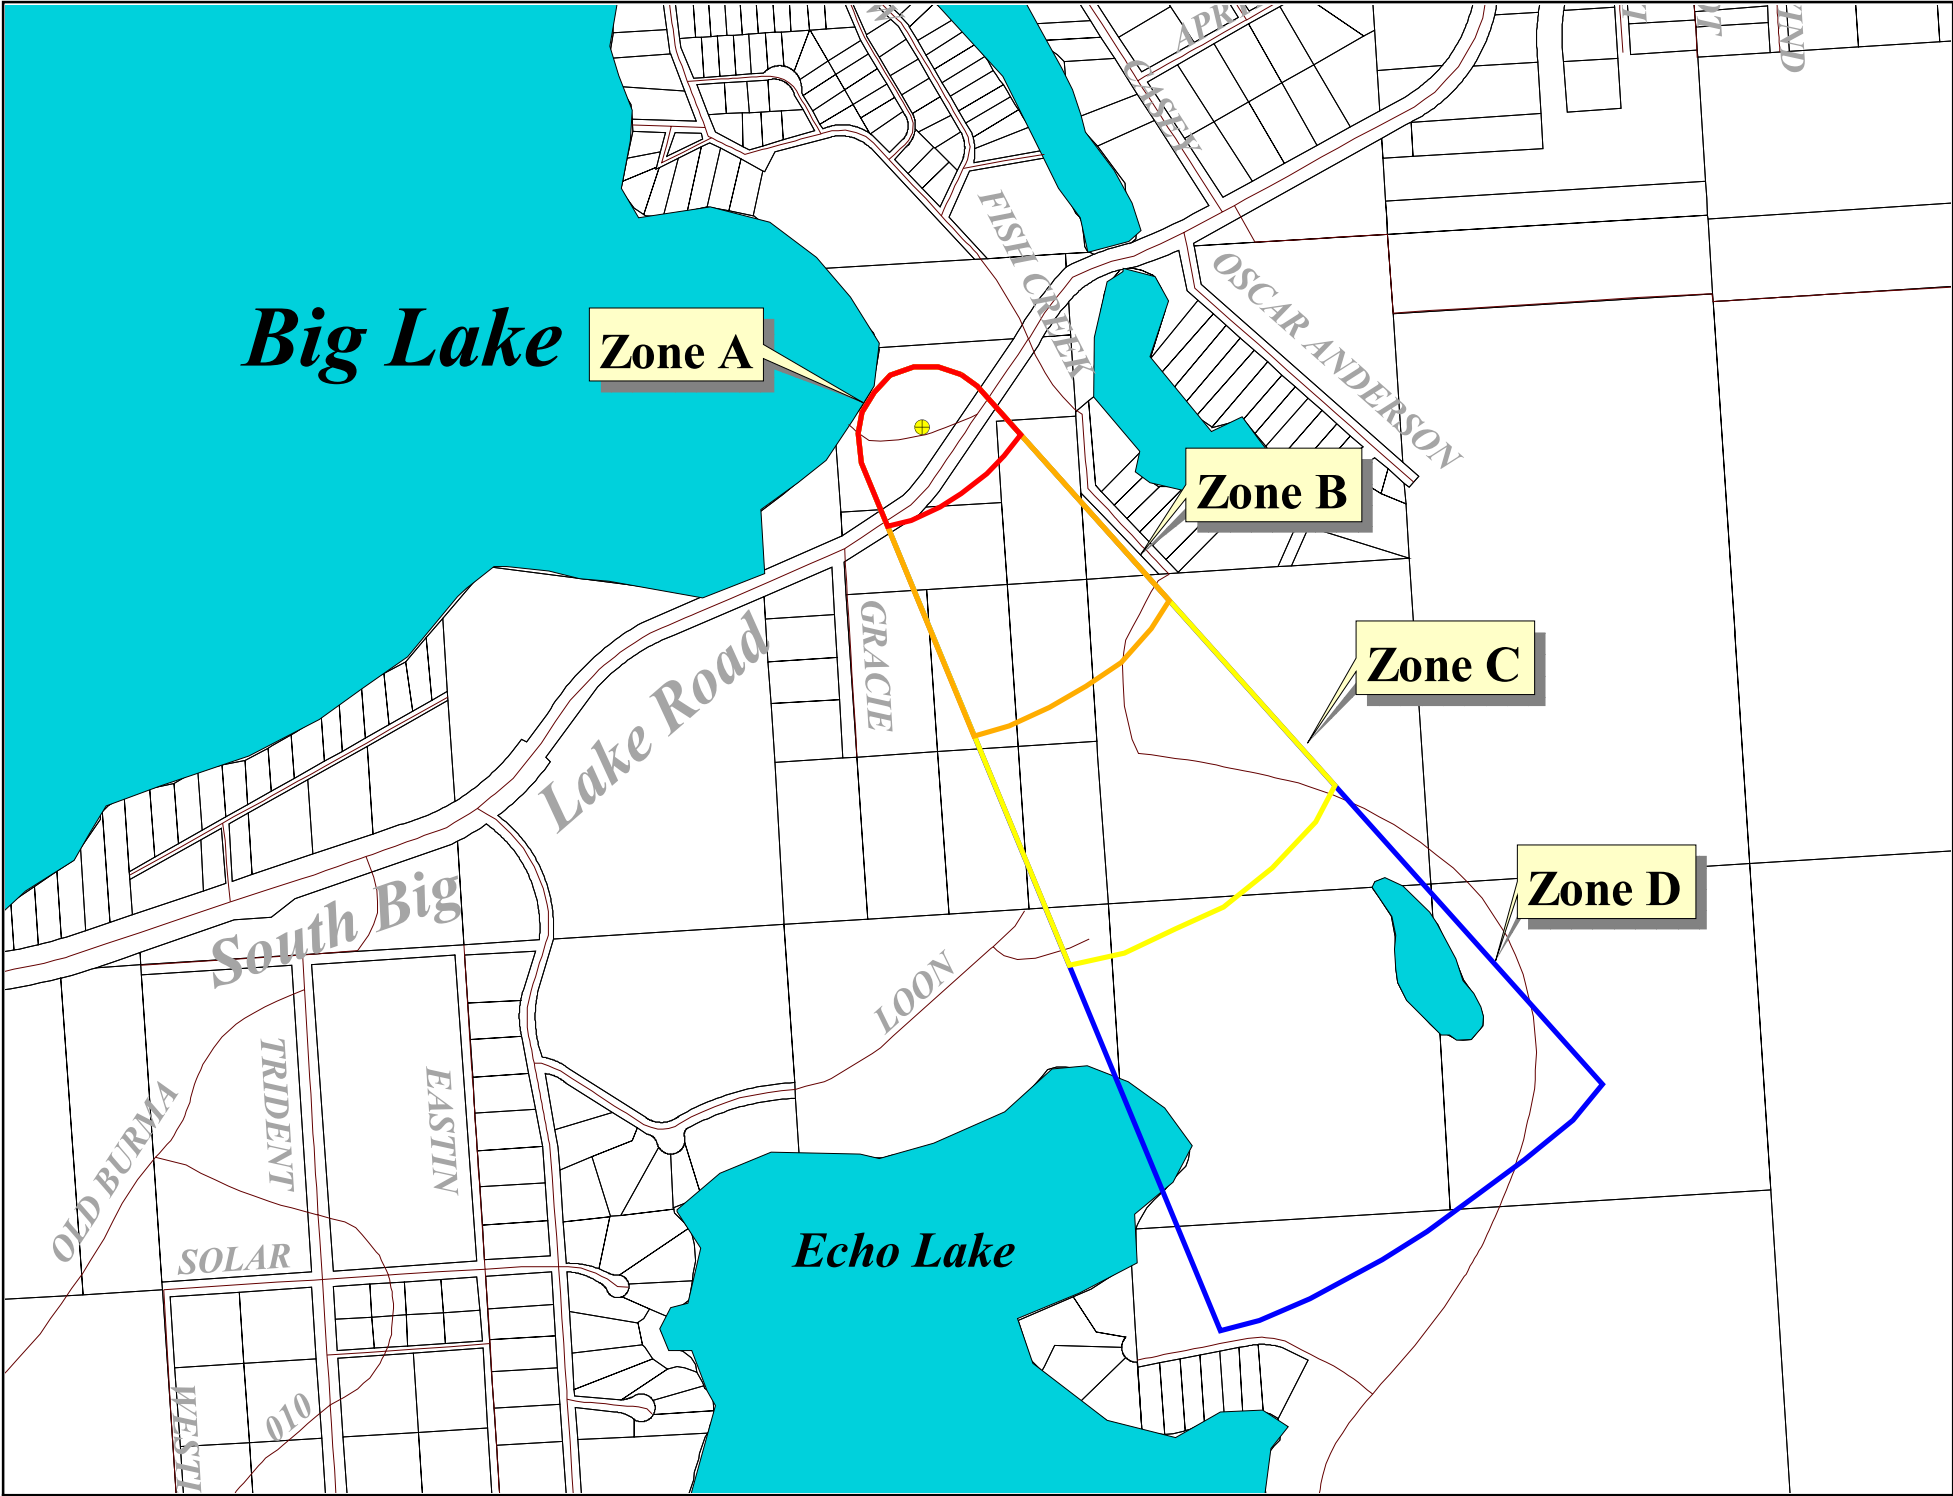 APR
CASEY
FISH CREEK
OSCAR ANDERSON
Big Lake
Zone A
Zone B
GRACIE
Lake Road
Zone C
South Big
Zone D
LOON
OLD BURMA
TRIDENT
EASTIN
SOLAR
Echo Lake
010